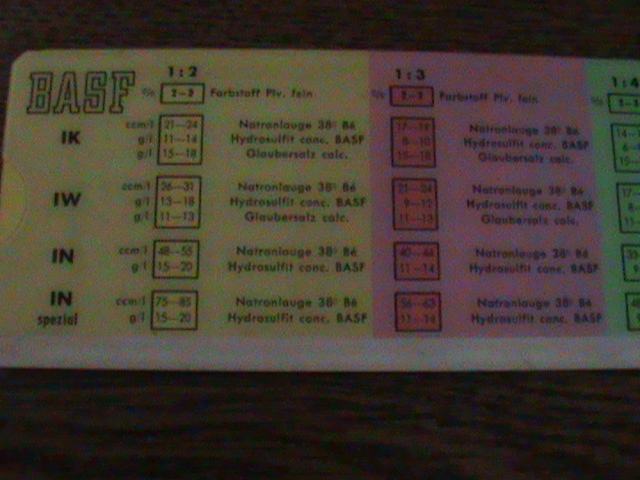 BASF 1:2 1:3 1:4
% 2—3 Farbstoff Plv. fein % 2—3 Farbstoff Plv. fein
IK ccm/l 21—24 Natronlauge 38° Bé Natronlauge 38° Bé
g/l 11—14 Hydrosulfit conc. BASF 8—10 Hydrosulfit conc. BASF
g/l 15—18 Glaubersalz calc. 15—18 Glaubersalz calc.
IW ccm/l 26—31 Natronlauge 38° Bé 21—24 Natronlauge 38° Bé
g/l 13—18 Hydrosulfit conc. BASF 9—12 Hydrosulfit conc. BASF
g/l 11—13 Glaubersalz calc. 11—13 Glaubersalz calc.
IN ccm/l 48—55 Natronlauge 38° Bé 40—44 Natronlauge 38° Bé
g/l 15—20 Hydrosulfit conc. BASF 11—14 Hydrosulfit conc. BASF
IN ccm/l 75—85 Natronlauge 38° Bé 56—63 Natronlauge 38° Bé
spezial g/l 15—20 Hydrosulfit conc. BASF 11—14 Hydrosulfit conc. BASF